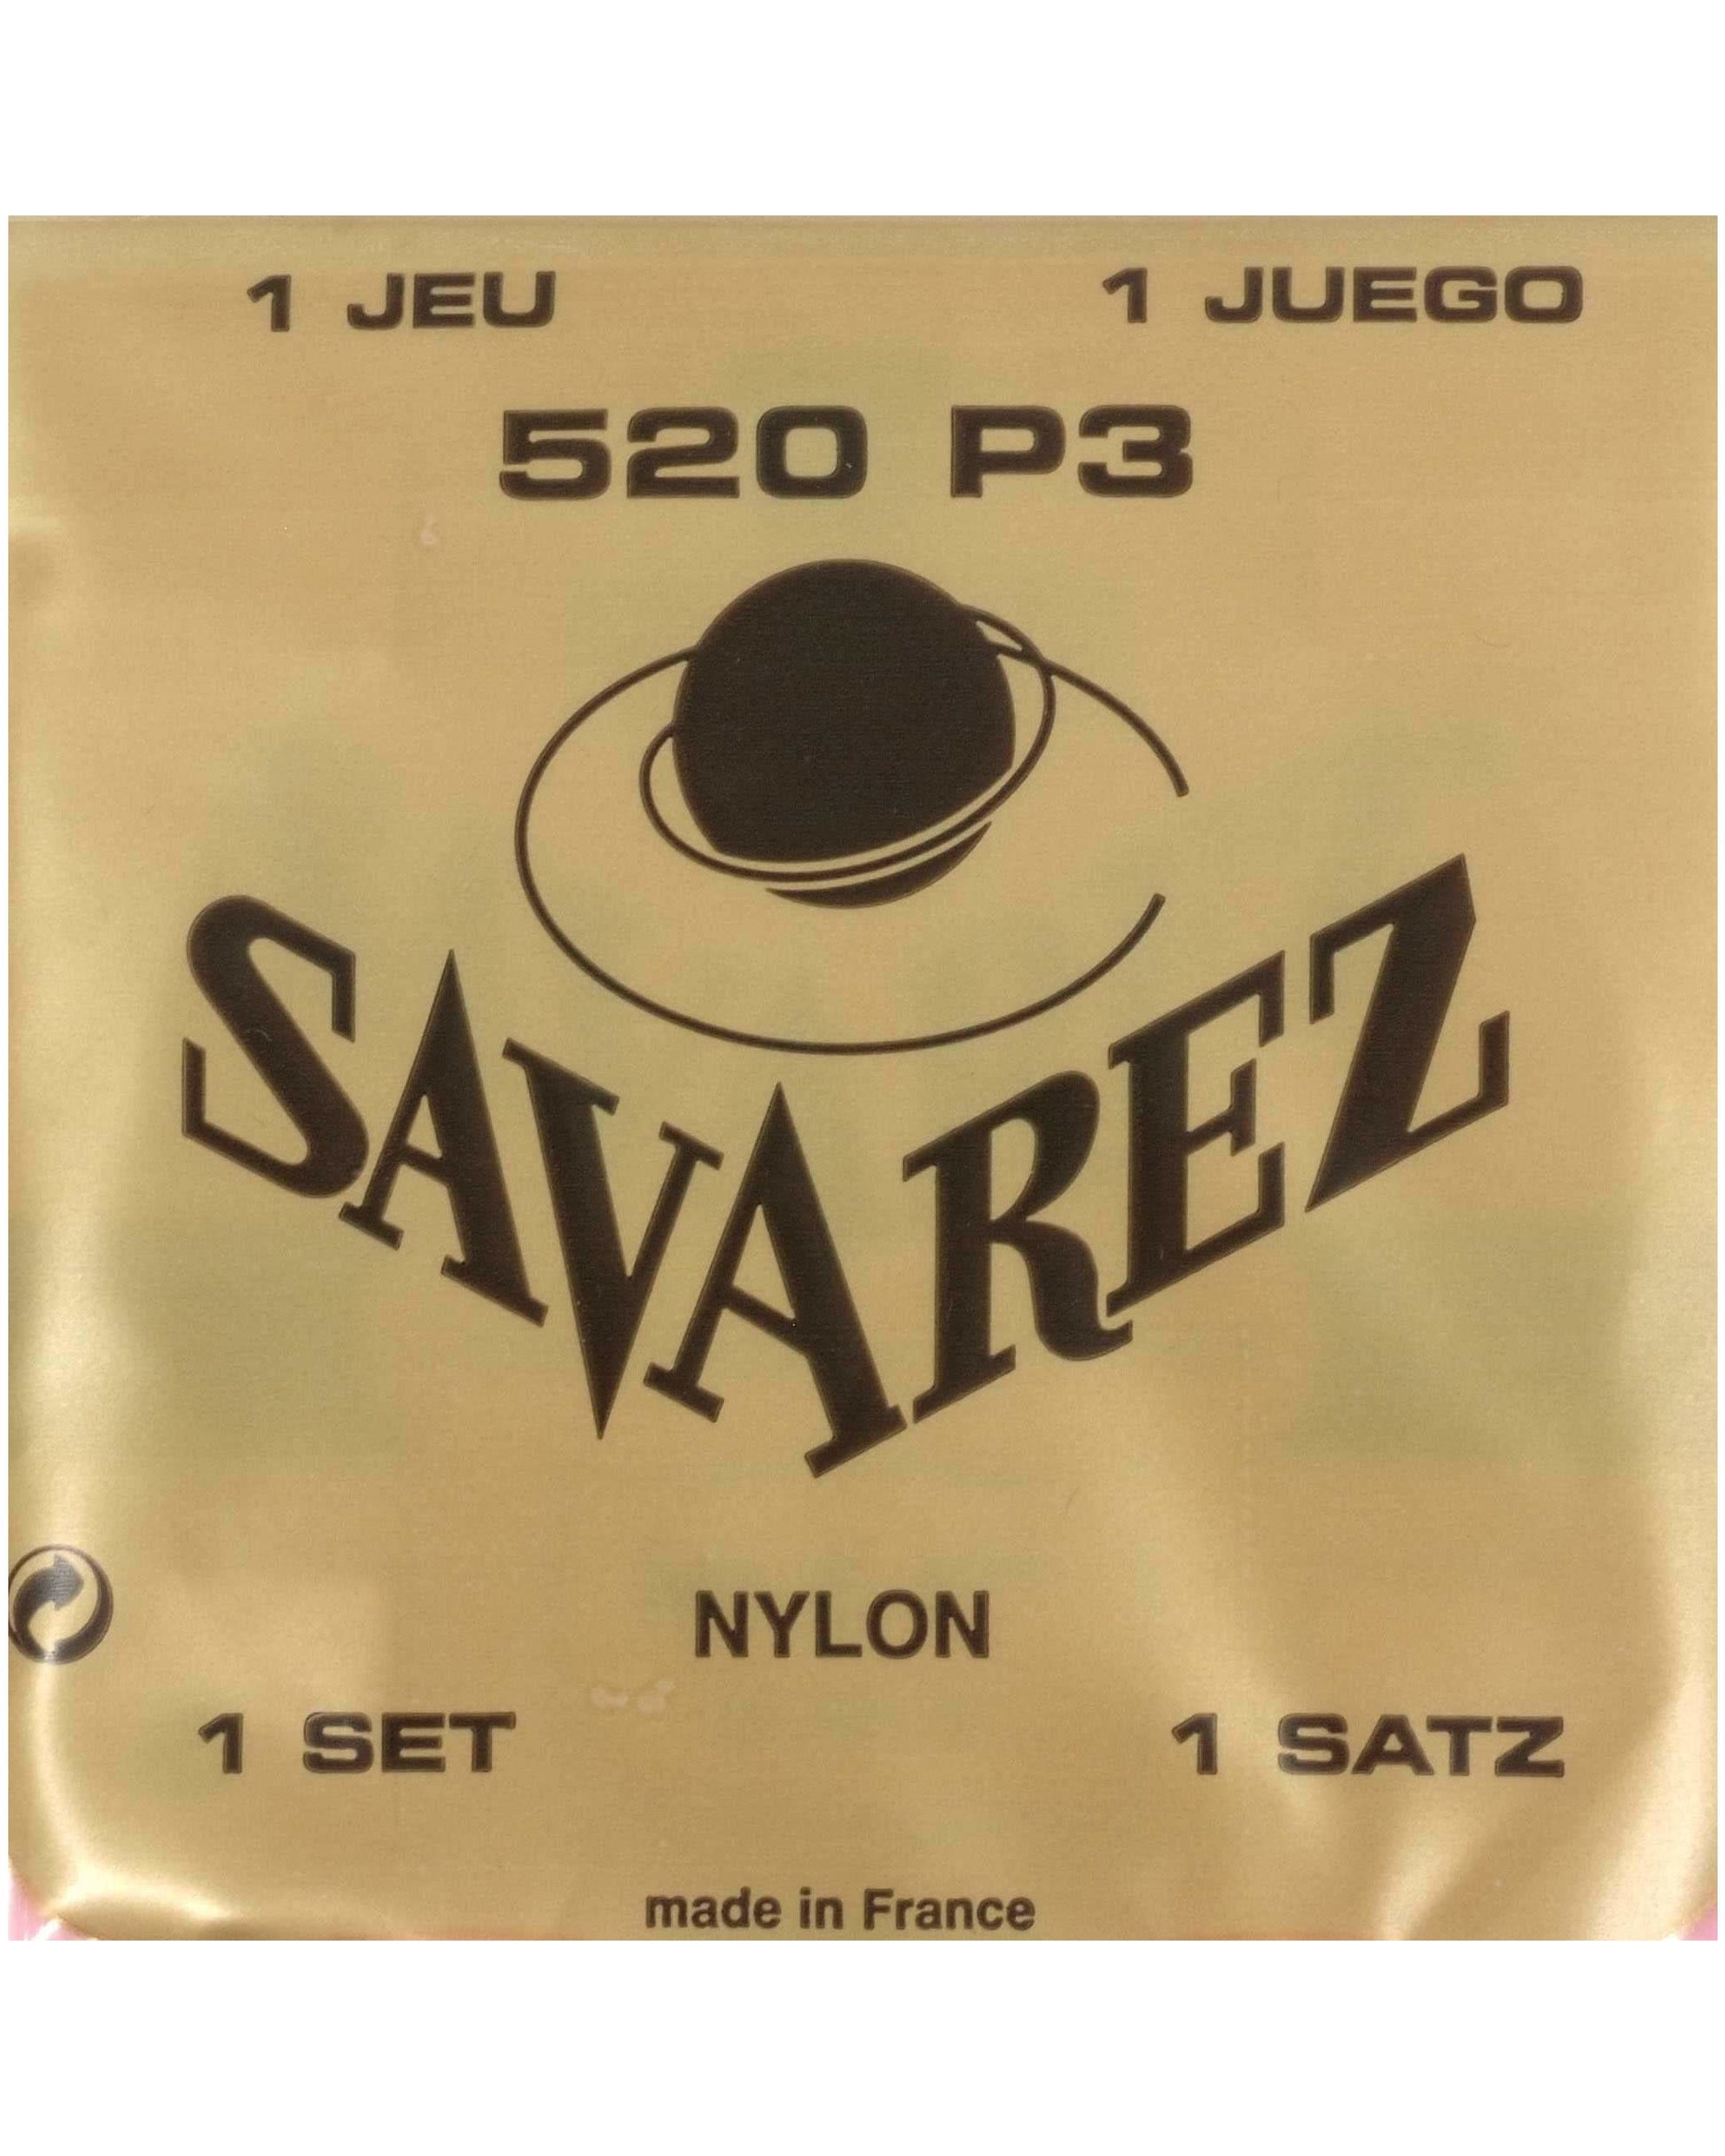 1 JEU 1 JUEGO
520 P3
SAVAREZ
NYLON
1 SET 1 SATZ
made in France